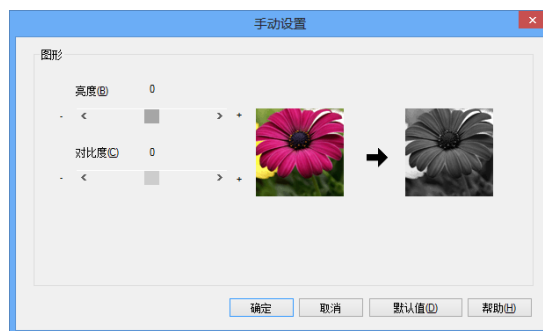 手动设置
图形
亮度(B) 0
- < > +
对比度(C) 0
- < > +
确定 取消 默认值(D) 帮助(H)